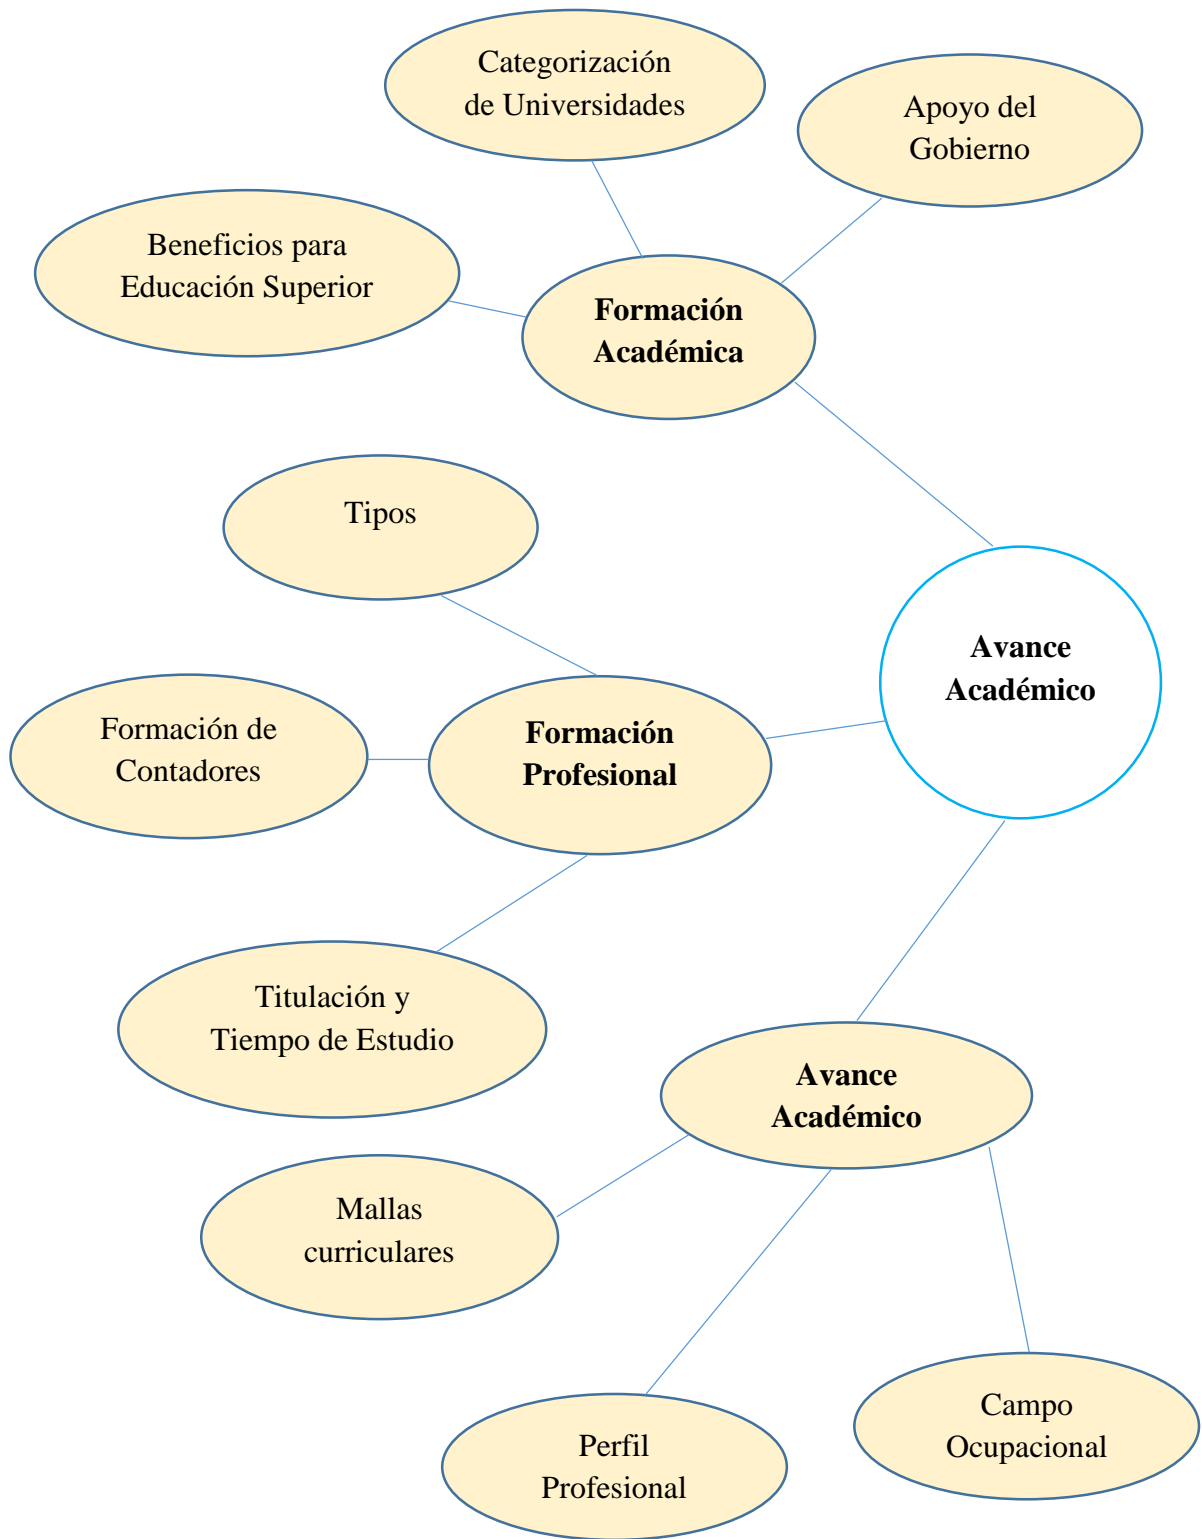 Categorización
de Universidades
Apoyo del
Gobierno
Beneficios para
Educación Superior
Formación
Académica
Tipos
Avance
Académico
Formación de
Contadores
Formación
Profesional
Titulación y
Tiempo de Estudio
Avance
Académico
Mallas
curriculares
Campo
Ocupacional
Perfil
Profesional